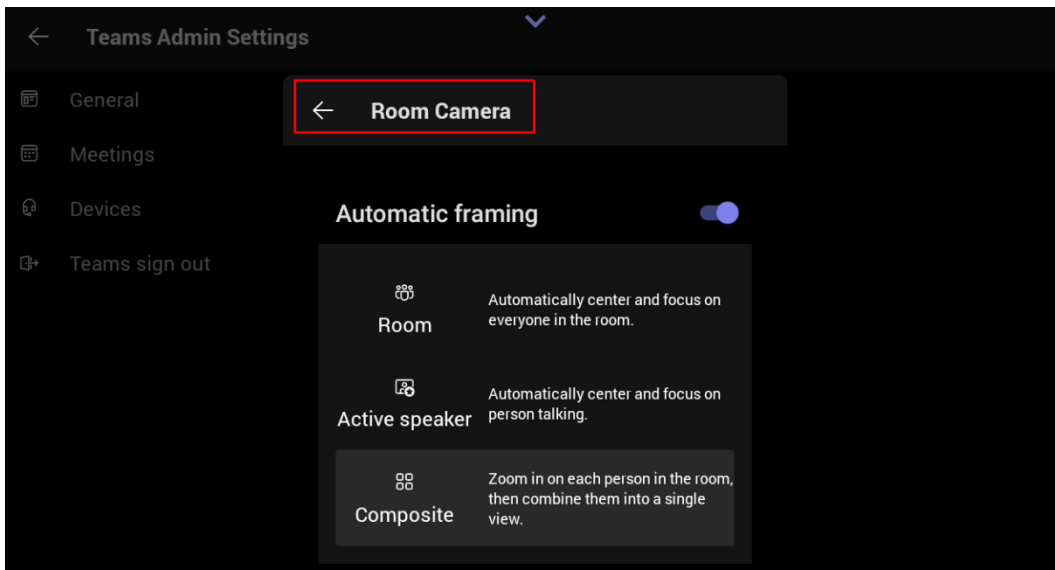 Teams Admin Settings
General
Meetings
Devices
Teams sign out
Room Camera
Automatic framing
Room
Automatically center and focus on
everyone in the room.
Active speaker
Automatically center and focus on
person talking.
Composite
Zoom in on each person in the room,
then combine them into a single
view.